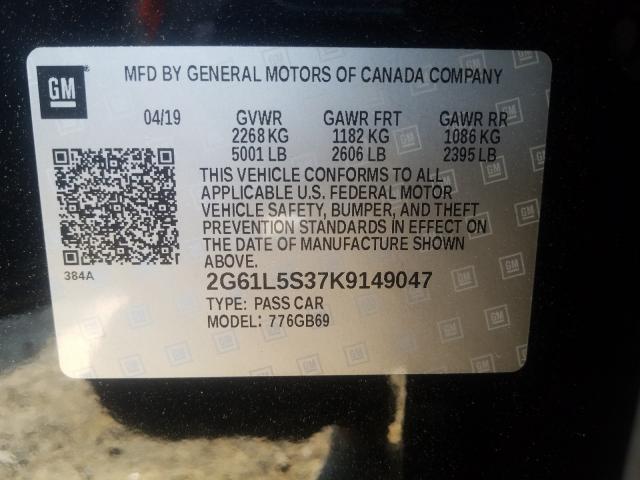 GM
MFD BY GENERAL MOTORS OF CANADA COMPANY
04/19 GVWR GAWR FRT GAWR RR
2268 KG 1182 KG 1086 KG
5001 LB 2606 LB 2395 LB
THIS VEHICLE CONFORMS TO ALL
APPLICABLE U.S. FEDERAL MOTOR
VEHICLE SAFETY, BUMPER, AND THEFT
PREVENTION STANDARDS IN EFFECT ON
THE DATE OF MANUFACTURE SHOWN
ABOVE.
384A
2G61L5S37K9149047
TYPE: PASS CAR
MODEL: 776GB69